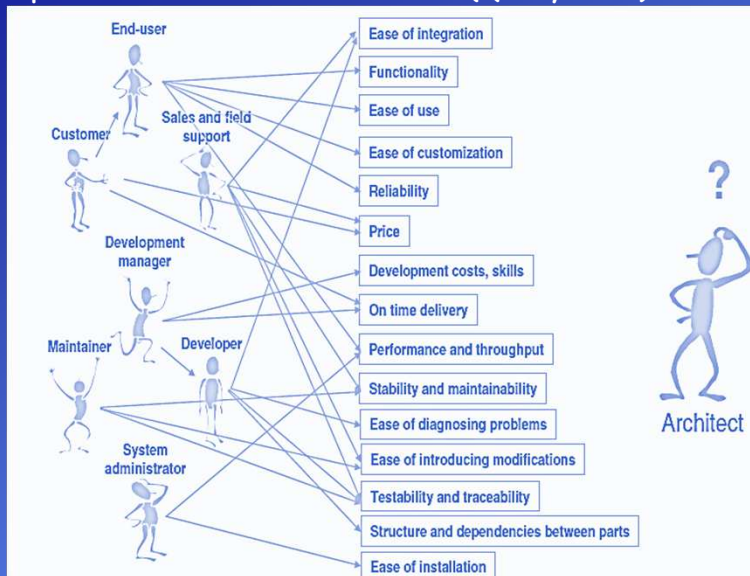 End-user
Sales and field
support
Customer
Development
manager
Maintainer
Developer
System
administrator
Ease of integration
Functionality
Ease of use
Ease of customization
Reliability
Price
Development costs, skills
On time delivery
Performance and throughput
Stability and maintainability
Ease of diagnosing problems
Ease of introducing modifications
Testability and traceability
Structure and dependencies between parts
Ease of installation
?
Architect